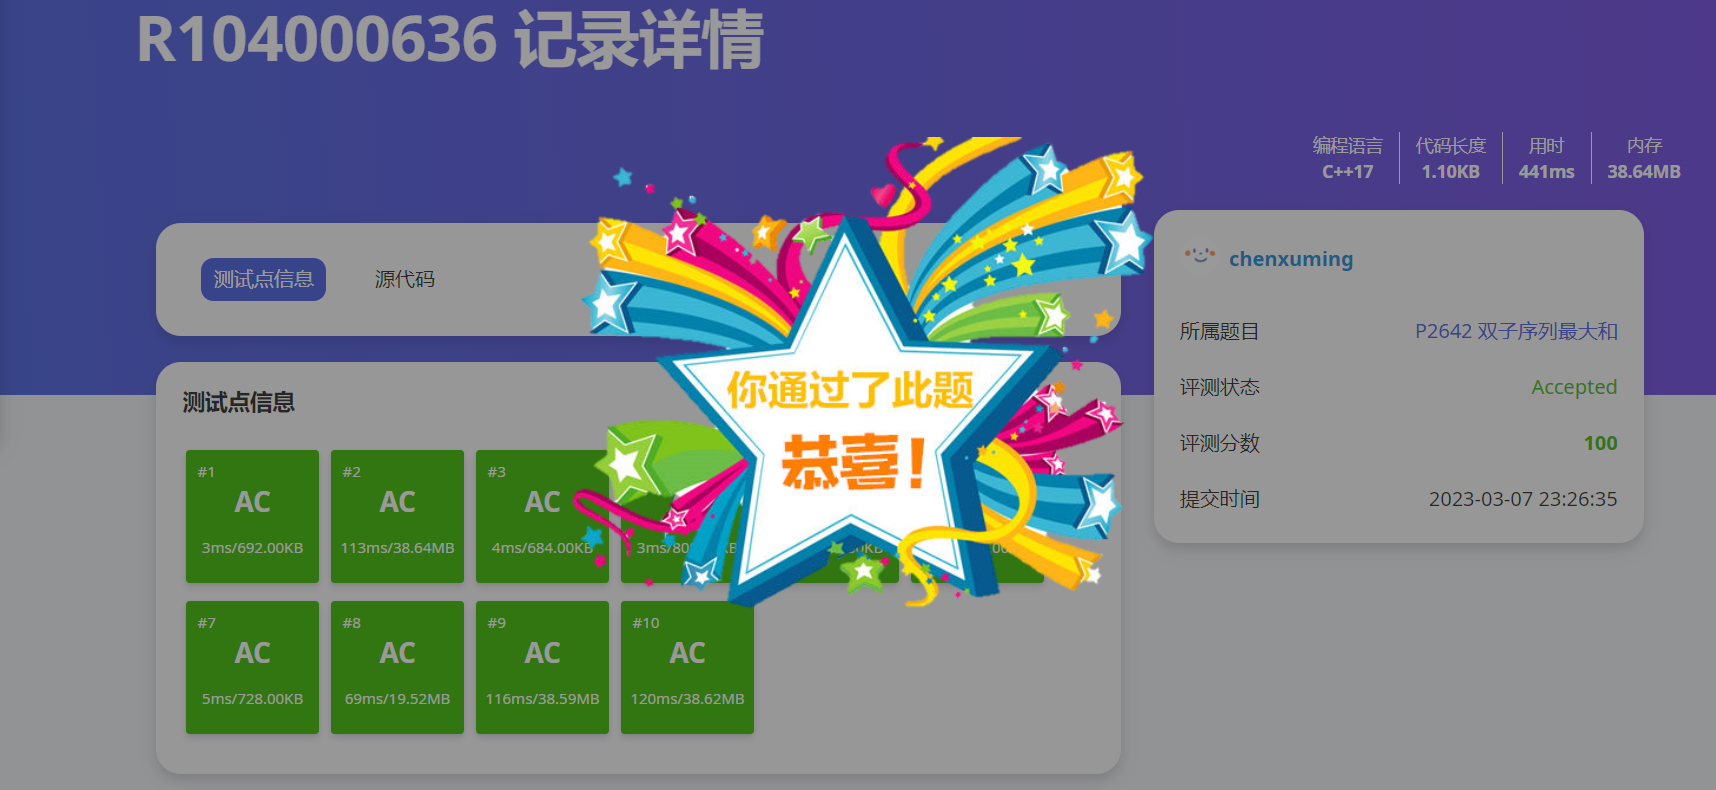 R104000636 记录详情
编程语言 代码长度 用时 内存
C++17 1.10KB 441ms 38.64MB
测试点信息 源代码
chenxuming
所属题目 P2642 双子序列最大和
评测状态 Accepted
评测分数 100
提交时间 2023-03-07 23:26:35
你通过了此题
恭喜！
测试点信息
#1 #2 #3
AC AC AC
3ms/692.00KB 113ms/38.64MB 4ms/684.00KB
#7 #8 #9 #10
AC AC AC AC
5ms/728.00KB 69ms/19.52MB 116ms/38.59MB 120ms/38.62MB